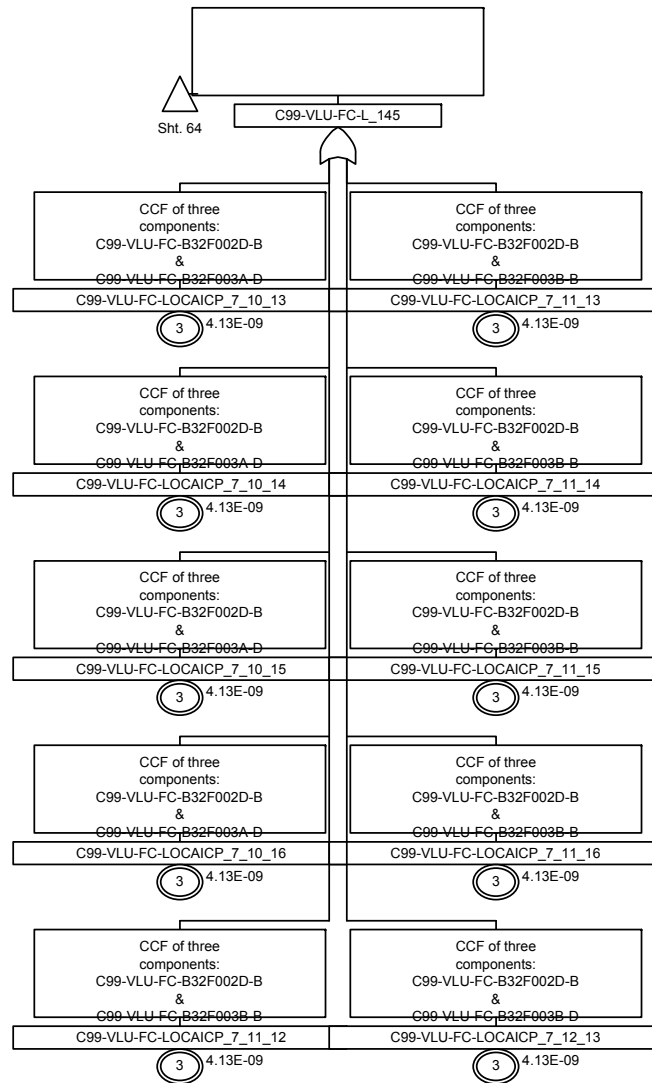 Sht. 64
C99-VLU-FC-L_145
CCF of three
components:
C99-VLU-FC-B32F002D-B
&
C99-VLU-FC-B32F003A-D
C99-VLU-FC-LOCAICP_7_10_13
3
4.13E-09
CCF of three
components:
C99-VLU-FC-B32F002D-B
&
C99-VLU-FC-B32F003B-B
C99-VLU-FC-LOCAICP_7_11_13
3
4.13E-09
CCF of three
components:
C99-VLU-FC-B32F002D-B
&
C99-VLU-FC-B32F003A-D
C99-VLU-FC-LOCAICP_7_10_14
3
4.13E-09
CCF of three
components:
C99-VLU-FC-B32F002D-B
&
C99-VLU-FC-B32F003B-B
C99-VLU-FC-LOCAICP_7_11_14
3
4.13E-09
CCF of three
components:
C99-VLU-FC-B32F002D-B
&
C99-VLU-FC-B32F003A-D
C99-VLU-FC-LOCAICP_7_10_15
3
4.13E-09
CCF of three
components:
C99-VLU-FC-B32F002D-B
&
C99-VLU-FC-B32F003B-B
C99-VLU-FC-LOCAICP_7_11_15
3
4.13E-09
CCF of three
components:
C99-VLU-FC-B32F002D-B
&
C99-VLU-FC-B32F003A-D
C99-VLU-FC-LOCAICP_7_10_16
3
4.13E-09
CCF of three
components:
C99-VLU-FC-B32F002D-B
&
C99-VLU-FC-B32F003B-B
C99-VLU-FC-LOCAICP_7_11_16
3
4.13E-09
CCF of three
components:
C99-VLU-FC-B32F002D-B
&
C99-VLU-FC-B32F003B-B
C99-VLU-FC-LOCAICP_7_11_12
3
4.13E-09
CCF of three
components:
C99-VLU-FC-B32F002D-B
&
C99-VLU-FC-B32F003B-D
C99-VLU-FC-LOCAICP_7_12_13
3
4.13E-09